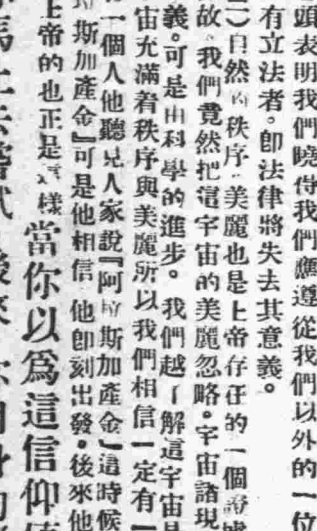 頭表明我們曉得我們應遵從我們以外的一位
有立法者。卽法律將失去其意義。
二)自然的秩序美麗也是上帝存在的一個證
故、我們竟然把這宇宙的美麗忽略。宇宙諸現
義。可是由科學的進步。我們越了解這宇宙是
宙充滿着秩序與美麗所以我們相信一定有一
一個人他聽見人家說『阿拉斯加產金』這時候
拉斯加產金』可是他相信他卽刻出發。後來他
上帝的也正是這樣當你以爲這信仰